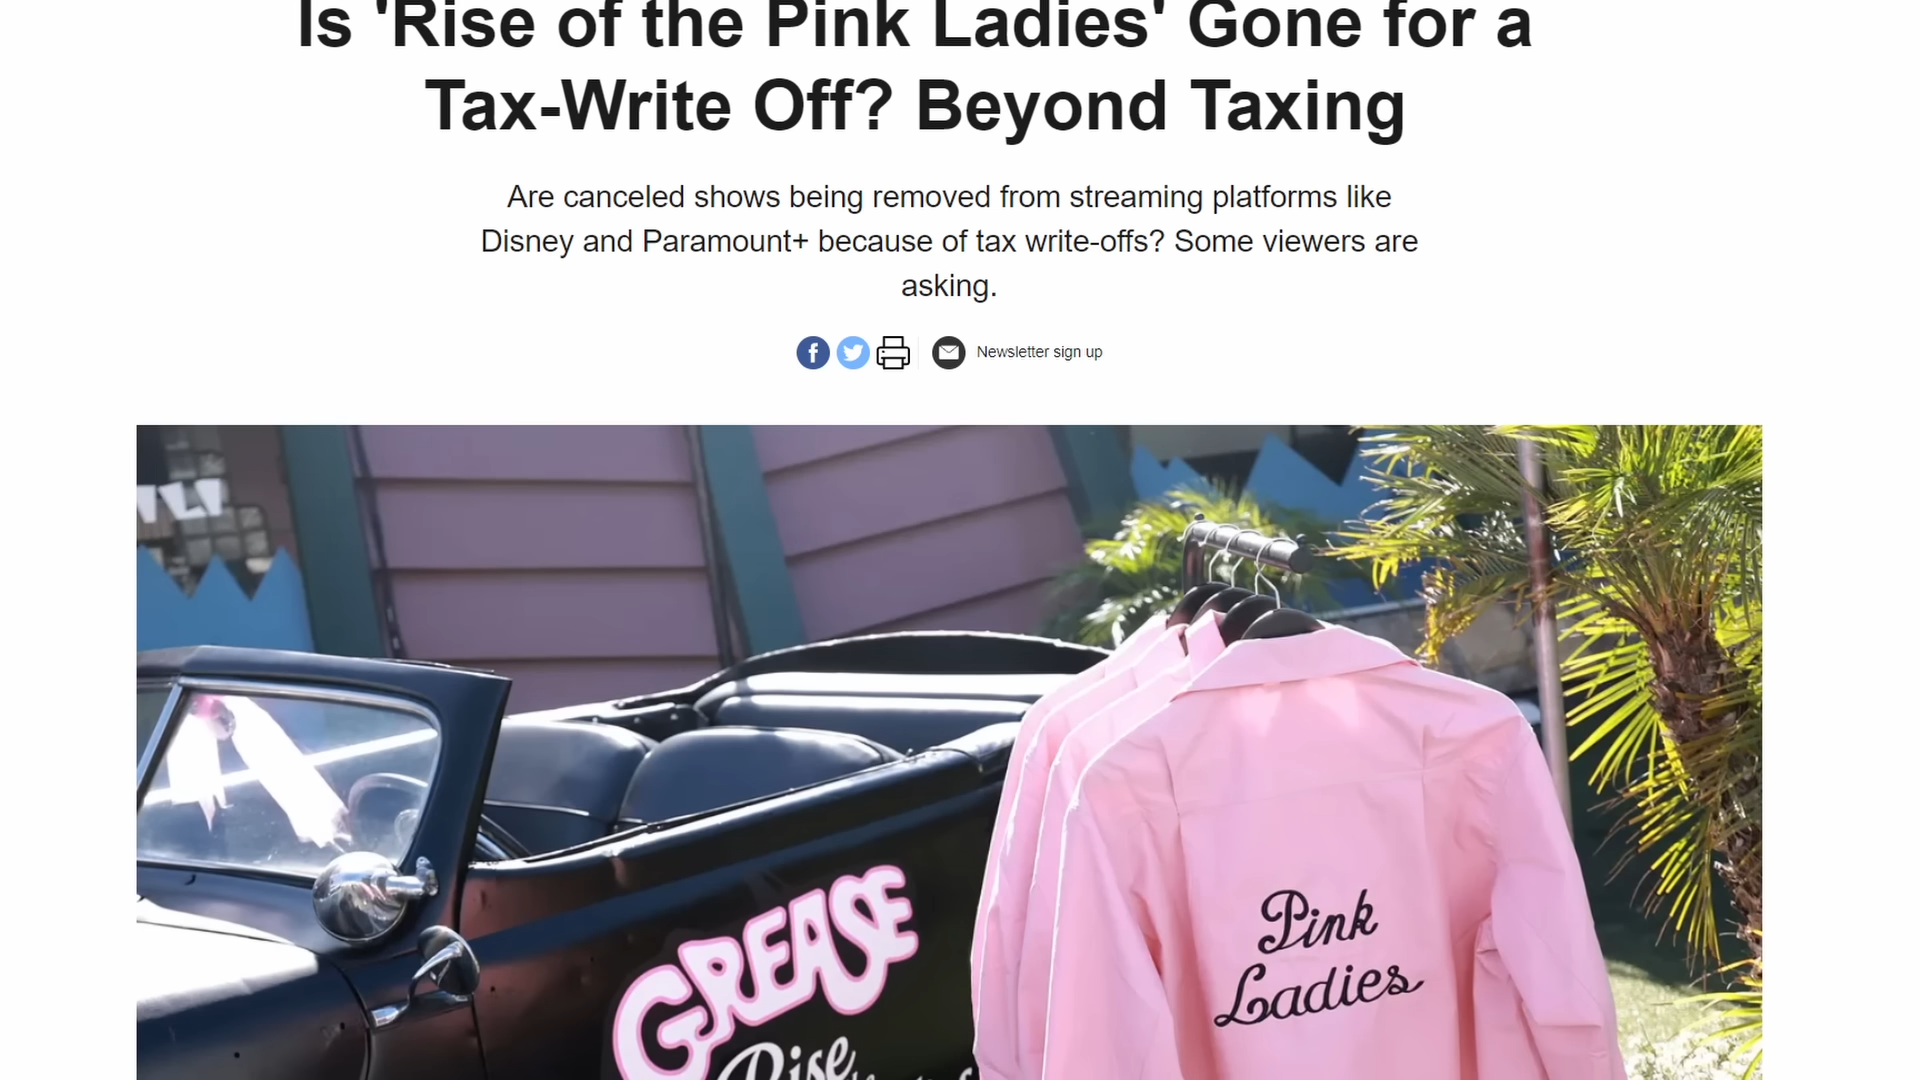 Is 'Rise of the Pink Ladies' Gone for a
Tax-Write Off? Beyond Taxing
Are canceled shows being removed from streaming platforms like
Disney and Paramount+ because of tax write-offs? Some viewers are
asking.
Newsletter sign up
GREASE
Rise
Pink
Ladies